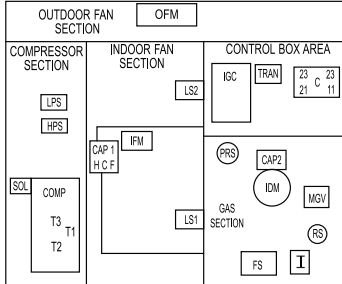 OUTDOOR FAN
SECTION
OFM
COMPRESSOR
SECTION
LPS
HPS
SOL
COMP
T3
T1
T2
INDOOR FAN
SECTION
LS2
IFM
CAP 1
H C F
LS1
CONTROL BOX AREA
IGC
TRAN
23 23
C
21 11
PRS
CAP2
IDM
MGV
GAS
SECTION
RS
FS
I